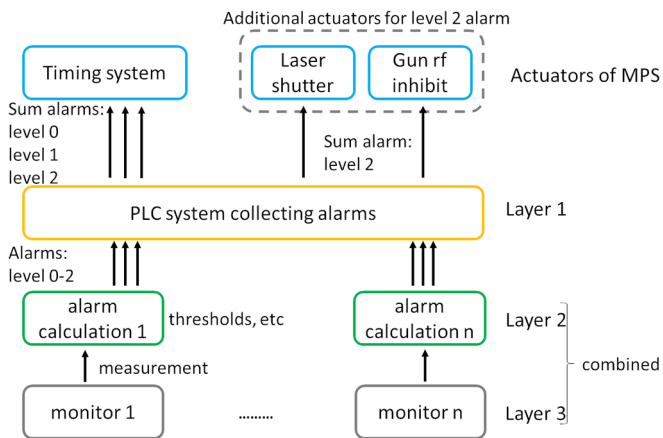 Additional actuators for level 2 alarm
Timing system
Laser
shutter
Gun rf
inhibit
Actuators of MPS
Sum alarms:
level 0
level 1
level 2
Sum alarm:
level 2
PLC system collecting alarms
Layer 1
Alarms:
level 0-2
alarm
calculation 1
thresholds, etc
alarm
calculation n
Layer 2
measurement
combined
monitor 1
.........
monitor n
Layer 3